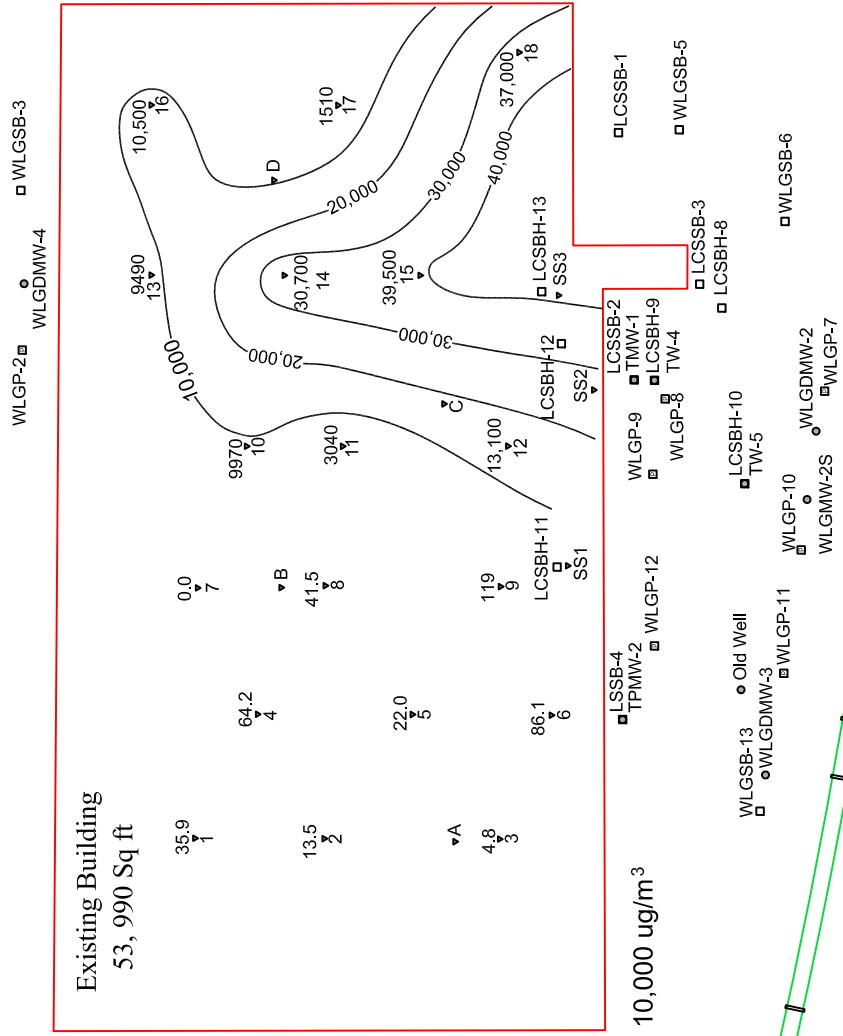 Existing Building
53, 990 Sq ft
WLGP-2
WLGDMW-4
WLGSB-3
35.9
1
13.5
2
A
4.8
3
64.2
4
22.0
5
86.1
6
0.0
7
B
41.5
8
119
9
LCSBH-11
SS1
9970
10
3040
11
13,100
12
C
SS2
LCSBH-12
9490
13
30,700
14
39,500
15
LCSBH-13
SS3
10,500
16
1510
17
D
37,000
18
10,000
20,000
20,000
30,000
30,000
40,000
10,000 ug/m3
LSSB-4
TPMW-2
WLGP-12
WLGP-9
WLGP-8
LCSSB-2
TMW-1
LCSBH-9
TW-4
LCSSB-3
LCSBH-8
LCSSB-1
WLGSB-5
WLGSB-6
WLGSB-13
WLGDMW-3
Old Well
WLGP-11
WLGP-10
WLGMW-2S
LCSBH-10
TW-5
WLGDMW-2
WLGP-7